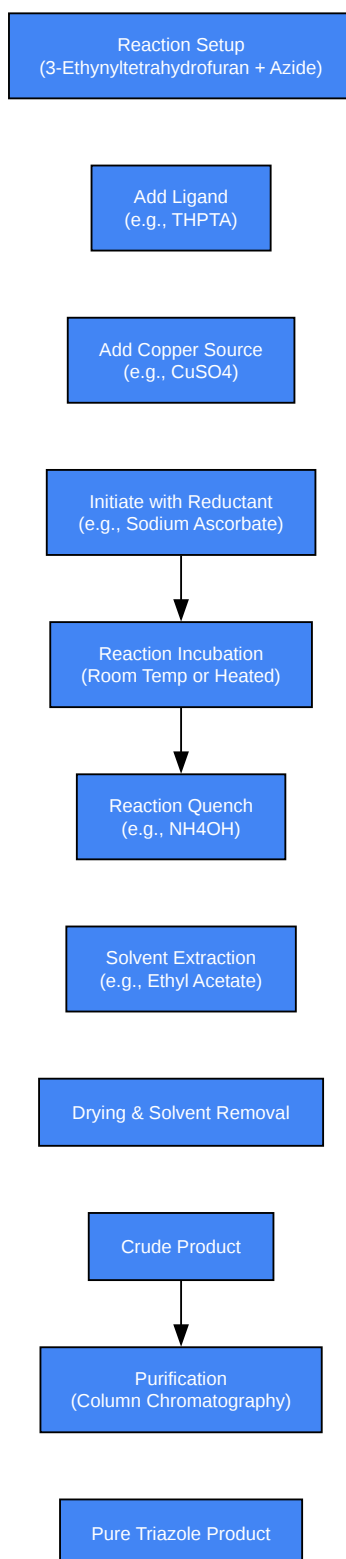 Reaction Setup
(3-Ethynyltetrahydrofuran + Azide)
Add Ligand
(e.g., THPTA)
Add Copper Source
(e.g., CuSO4)
Initiate with Reductant
(e.g., Sodium Ascorbate)
Reaction Incubation
(Room Temp or Heated)
Reaction Quench
(e.g., NH4OH)
Solvent Extraction
(e.g., Ethyl Acetate)
Drying & Solvent Removal
Crude Product
Purification
(Column Chromatography)
Pure Triazole Product